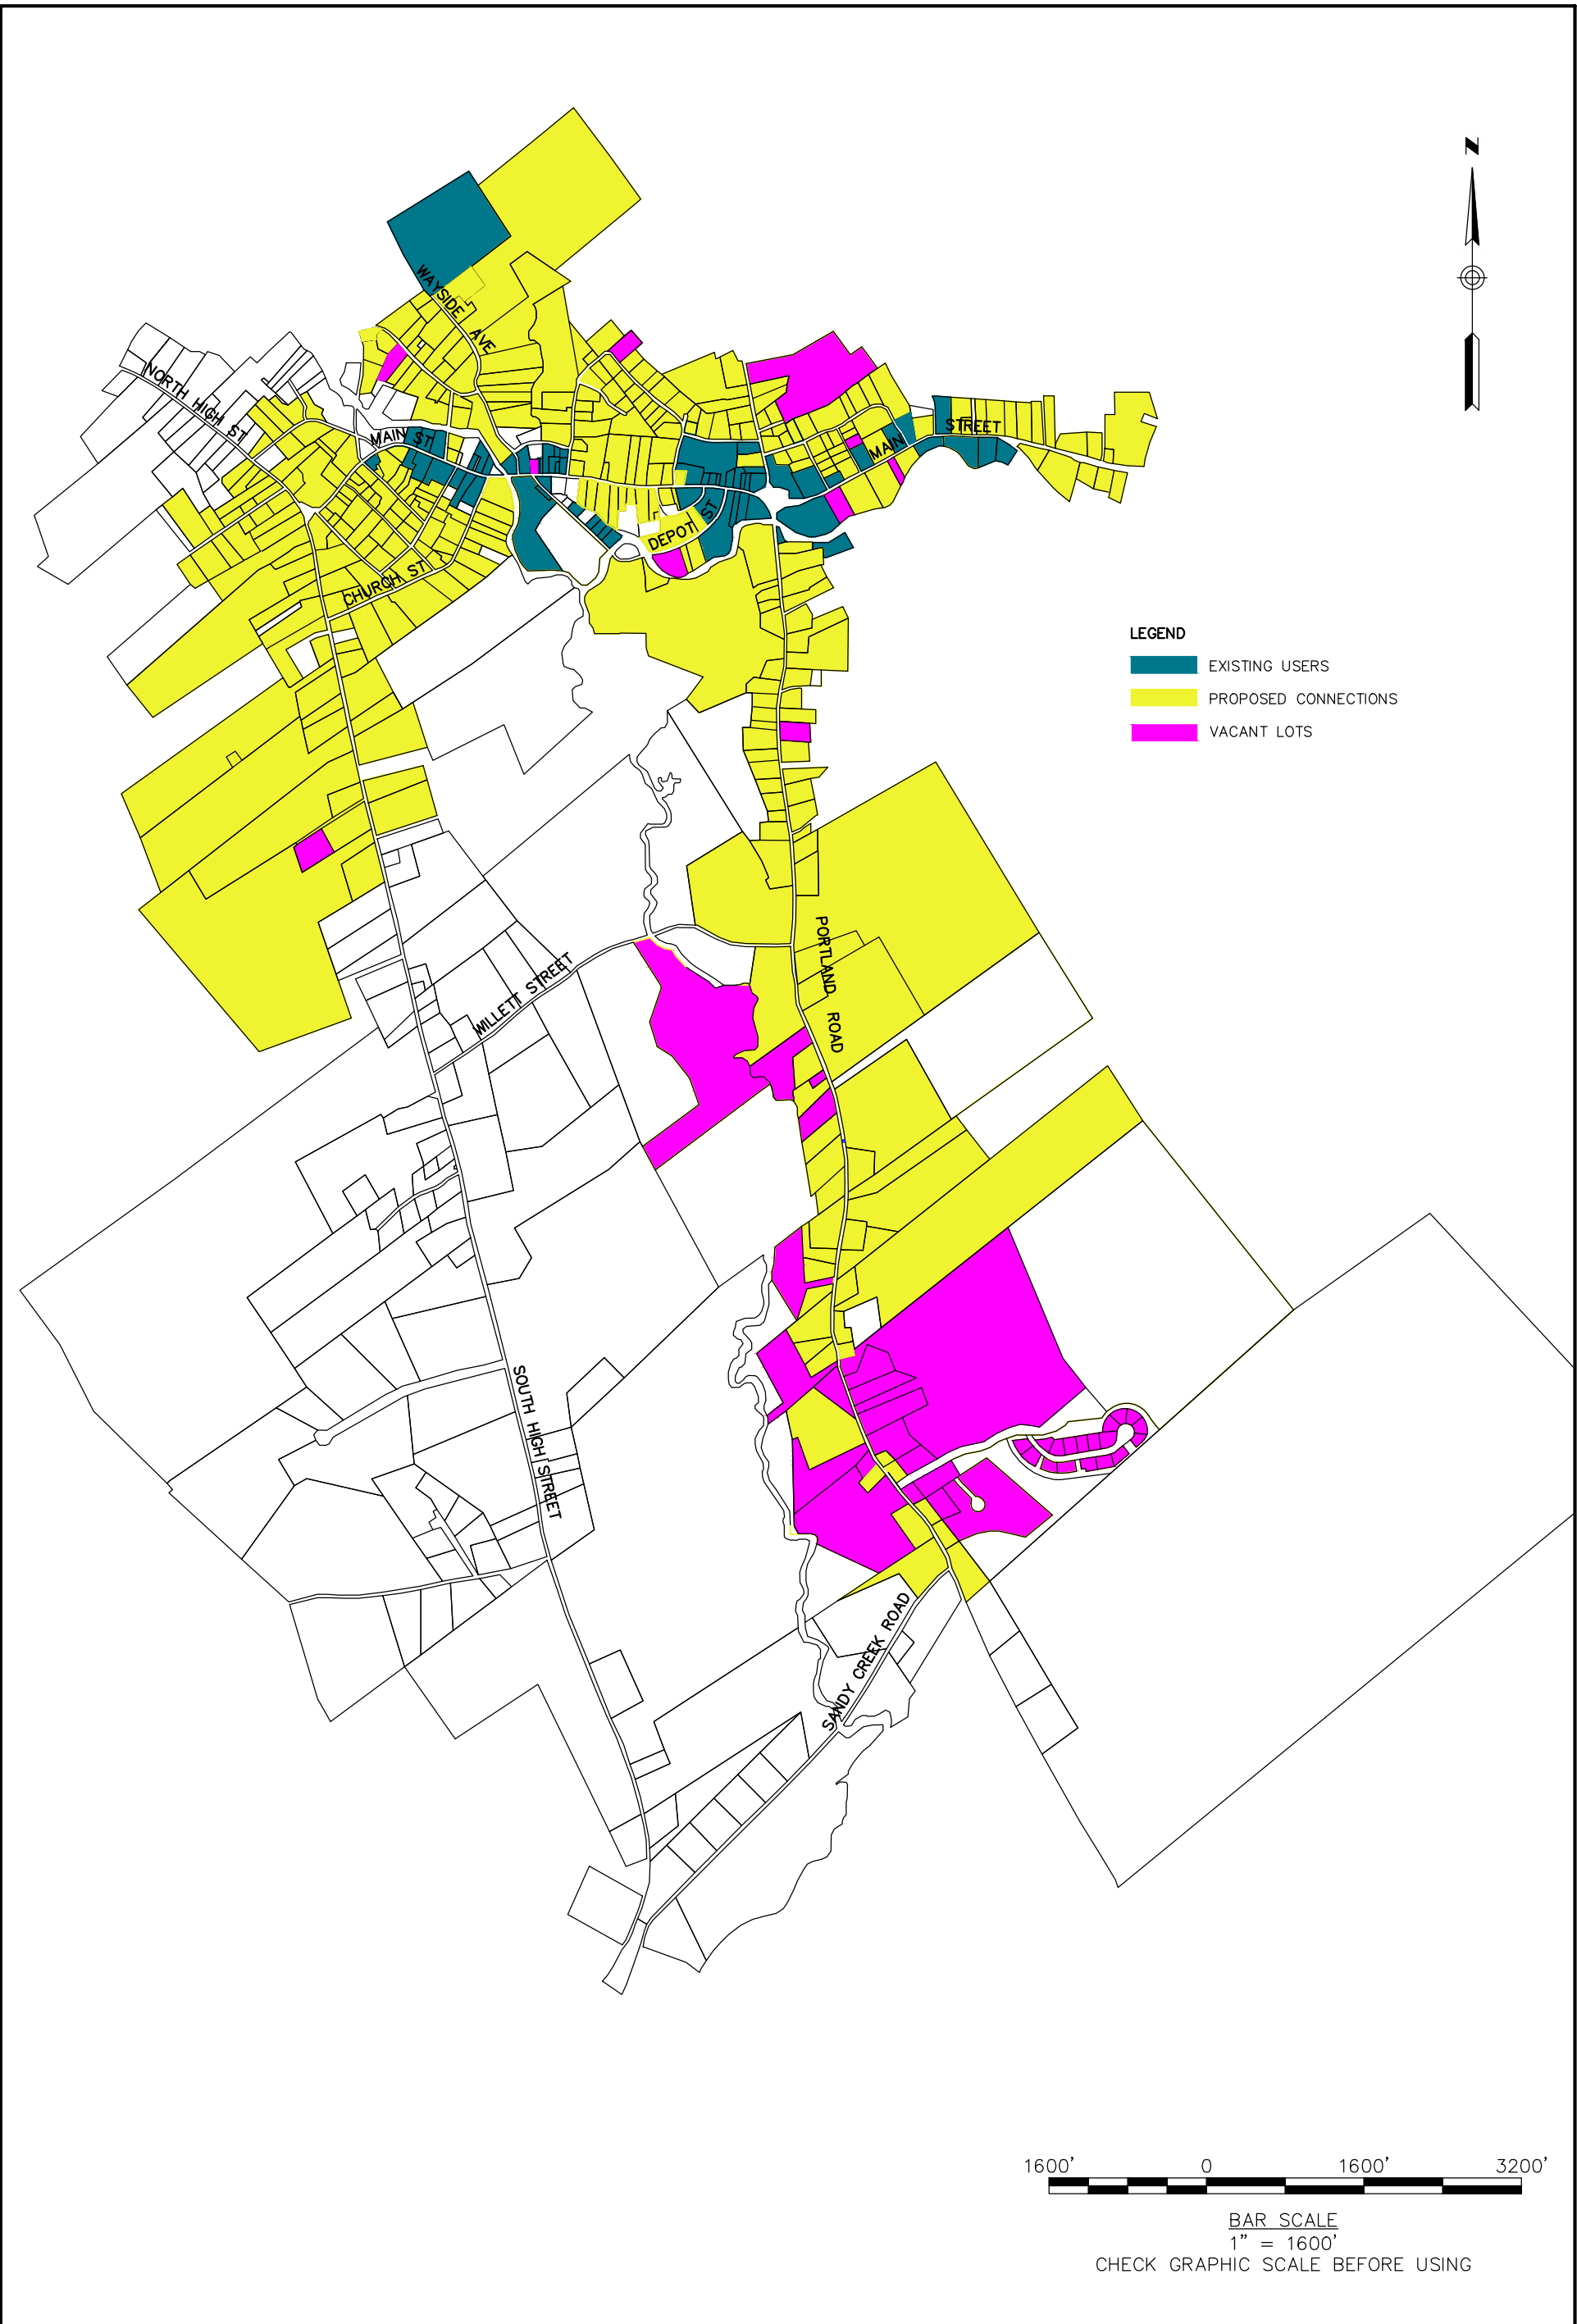 N
WAYSIDE AVE
NORTH HIGH ST
MAIN ST
MAIN STREET
DEPOT ST
CHURCH ST
LEGEND
EXISTING USERS
PROPOSED CONNECTIONS
VACANT LOTS
PORTLAND ROAD
WILLETT STREET
SOUTH HIGH STREET
SANDY CREEK ROAD
1600' 0 1600' 3200'
BAR SCALE
1" = 1600'
CHECK GRAPHIC SCALE BEFORE USING